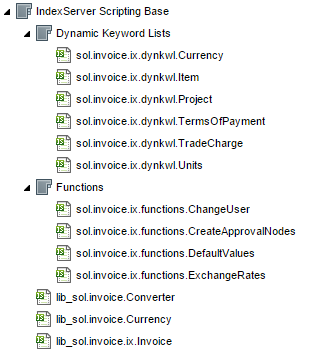 IndexServer Scripting Base
Dynamic Keyword Lists
sol.invoice.ix.dynkwl.Currency
sol.invoice.ix.dynkwl.Item
sol.invoice.ix.dynkwl.Project
sol.invoice.ix.dynkwl.TermsOfPayment
sol.invoice.ix.dynkwl.TradeCharge
sol.invoice.ix.dynkwl.Units
Functions
sol.invoice.ix.functions.ChangeUser
sol.invoice.ix.functions.CreateApprovalNodes
sol.invoice.ix.functions.DefaultValues
sol.invoice.ix.functions.ExchangeRates
lib_sol.invoice.Converter
lib_sol.invoice.Currency
lib_sol.invoice.ix.Invoice